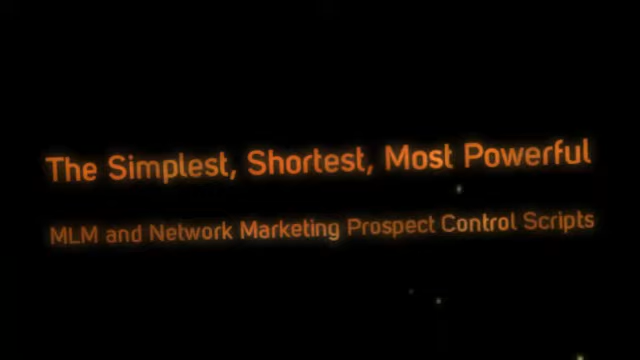 The Simplest, Shortest, Most Powerful
MLM and Network Marketing Prospect Control Scripts